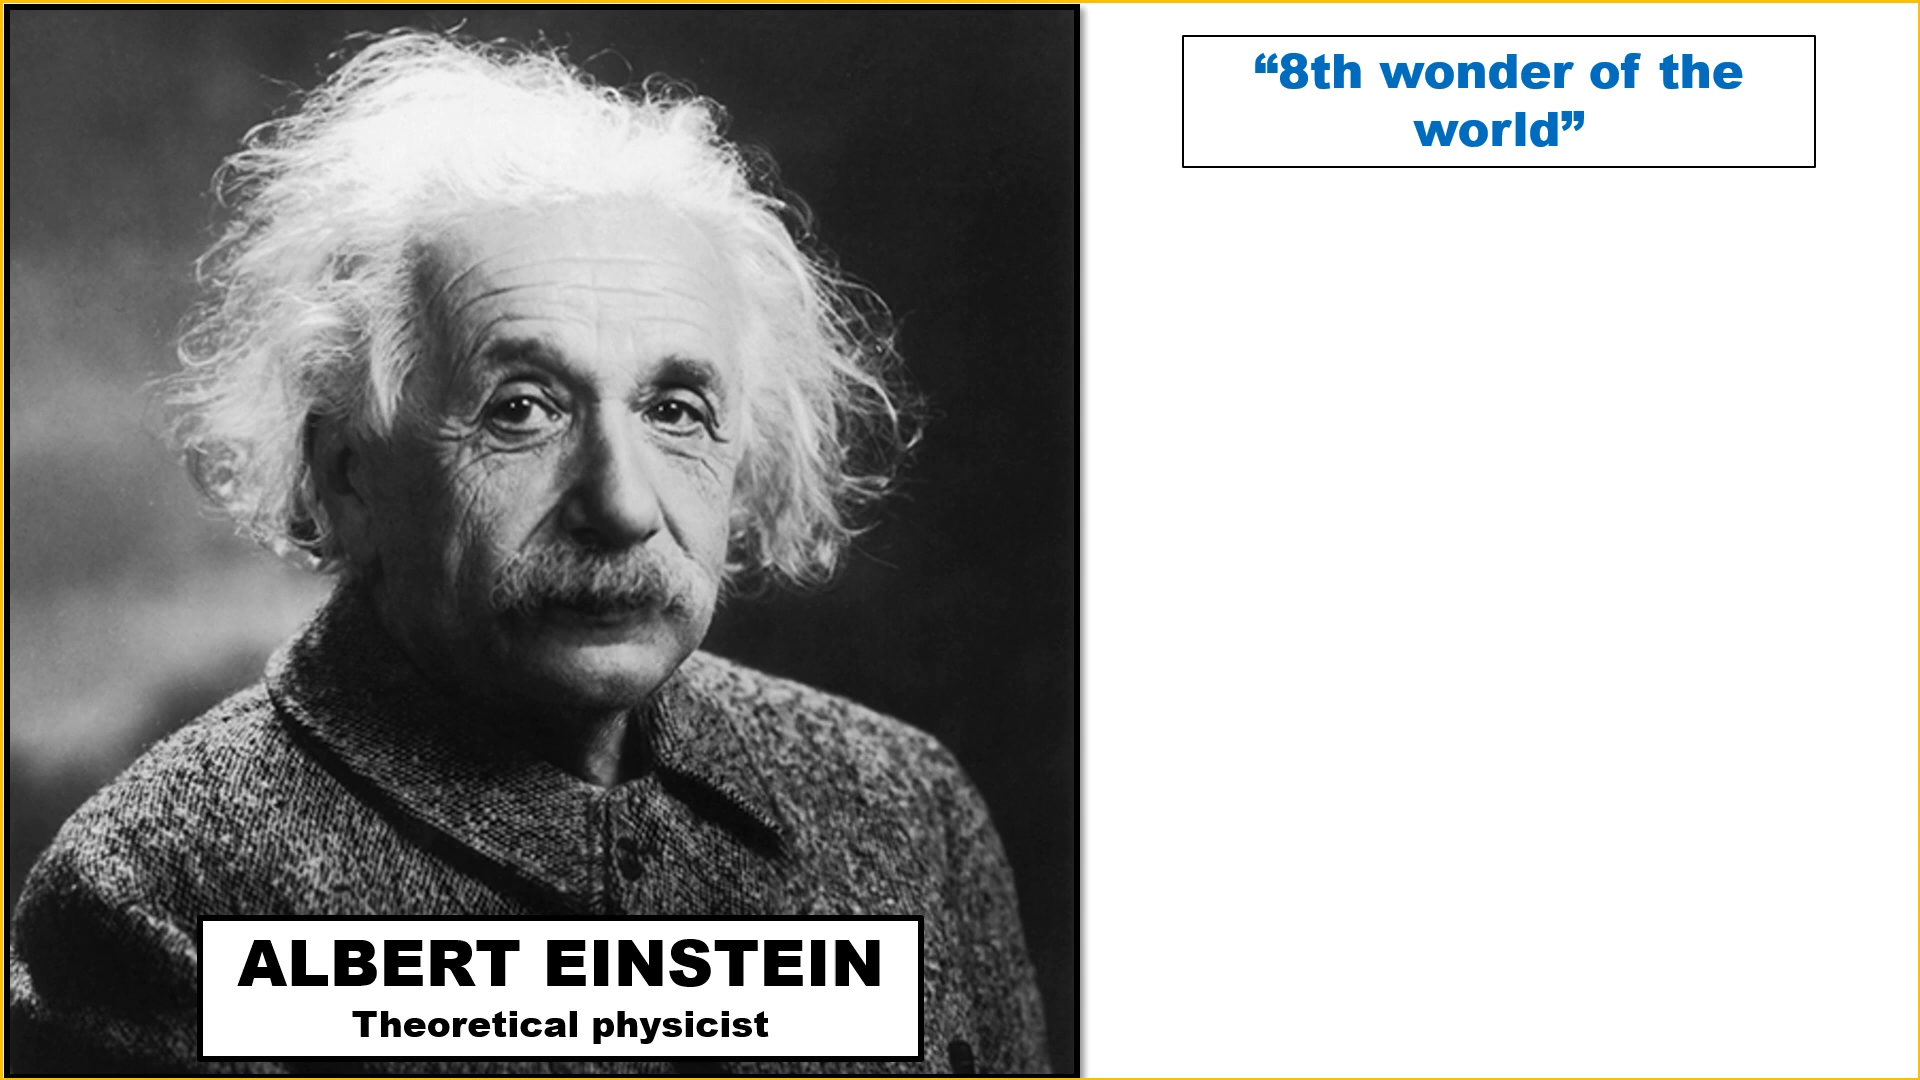 “8th wonder of the
world”
ALBERT EINSTEIN
Theoretical physicist